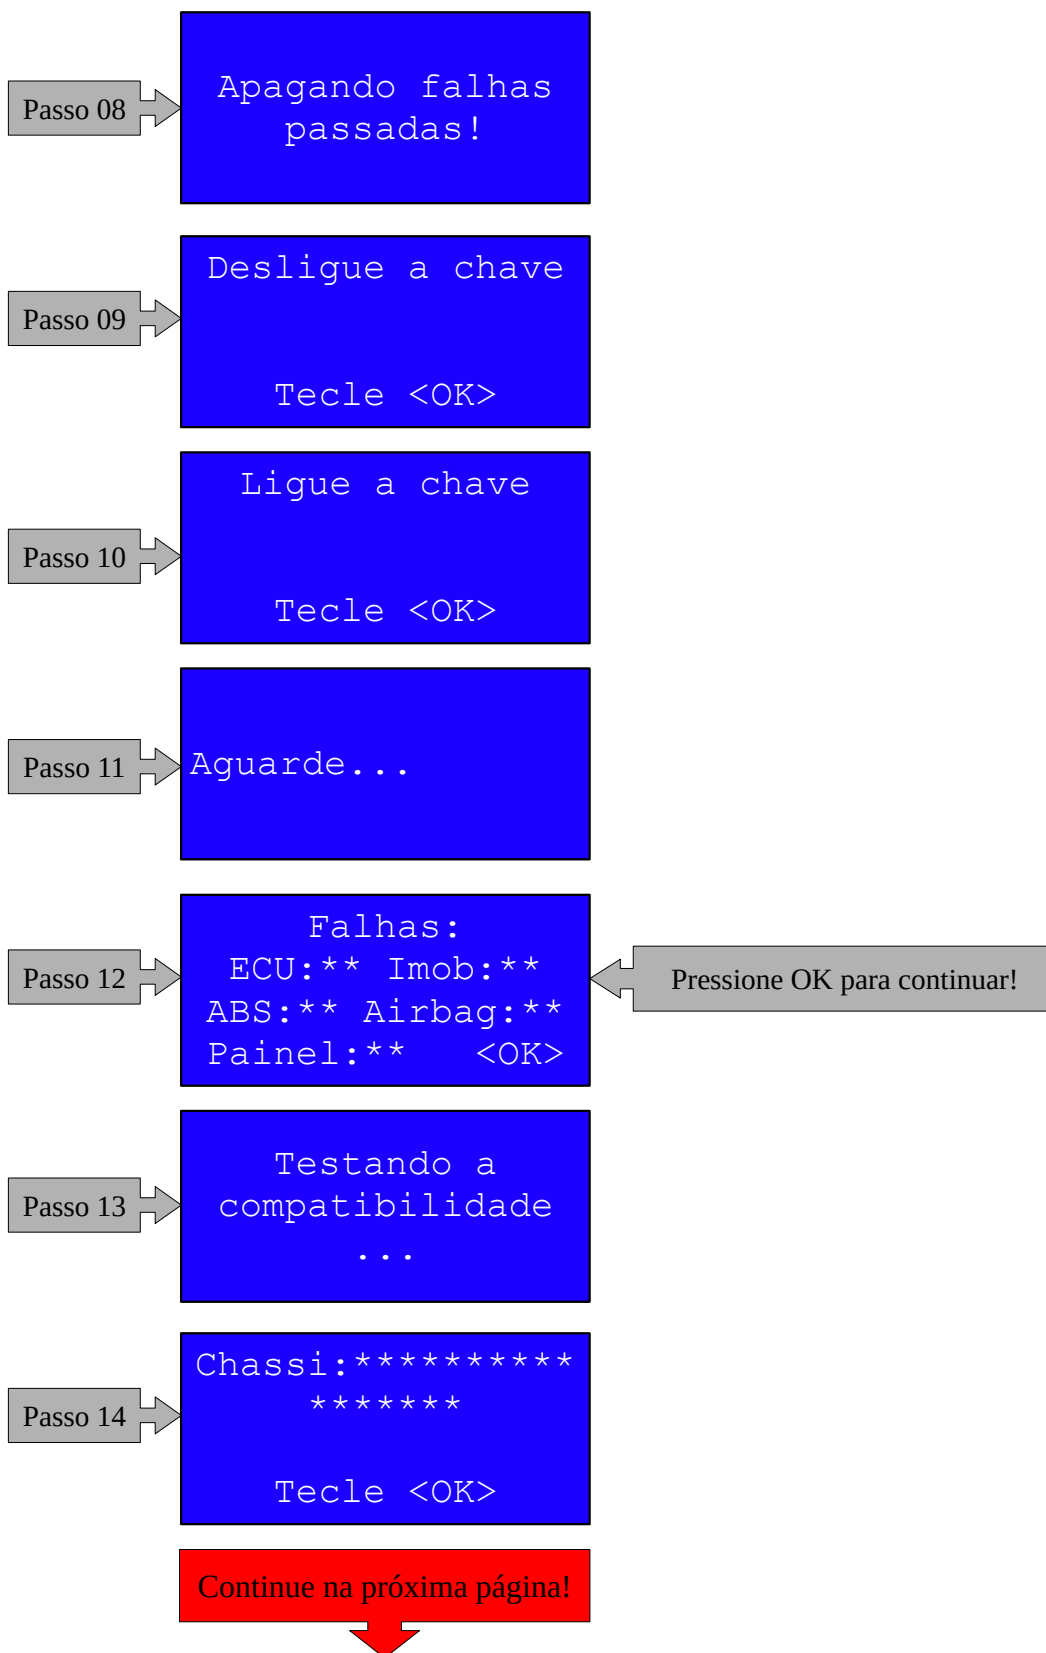 Passo 08
Apagando falhas
passadas!
Passo 09
Desligue a chave
Tecle <OK>
Passo 10
Ligue a chave
Tecle <OK>
Passo 11
Aguarde...
Passo 12
Falhas:
ECU:** Imob:**
ABS:** Airbag:**
Painel:** <OK>
Pressione OK para continuar!
Passo 13
Testando a
compatibilidade
...
Passo 14
Chassi:**********
*******
Tecle <OK>
Continue na próxima página!